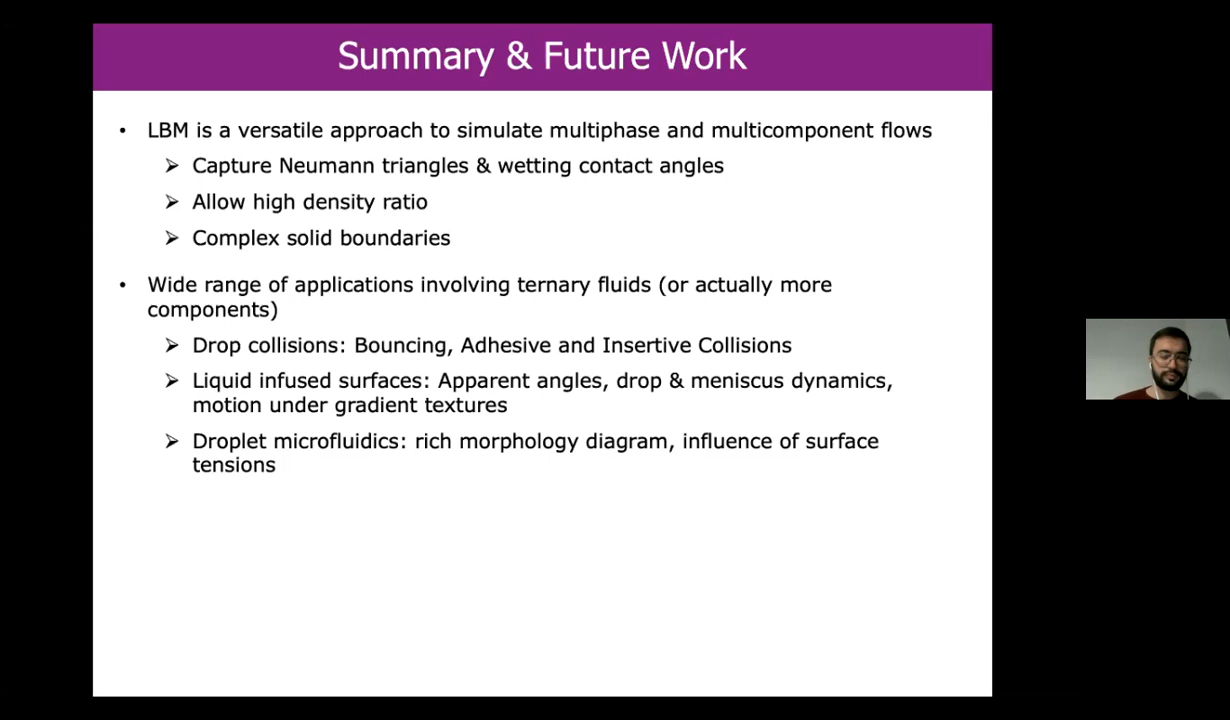 Summary & Future Work
• LBM is a versatile approach to simulate multiphase and multicomponent flows
➢ Capture Neumann triangles & wetting contact angles
➢ Allow high density ratio
➢ Complex solid boundaries
• Wide range of applications involving ternary fluids (or actually more
components)
➢ Drop collisions: Bouncing, Adhesive and Insertive Collisions
➢ Liquid infused surfaces: Apparent angles, drop & meniscus dynamics,
motion under gradient textures
➢ Droplet microfluidics: rich morphology diagram, influence of surface
tensions